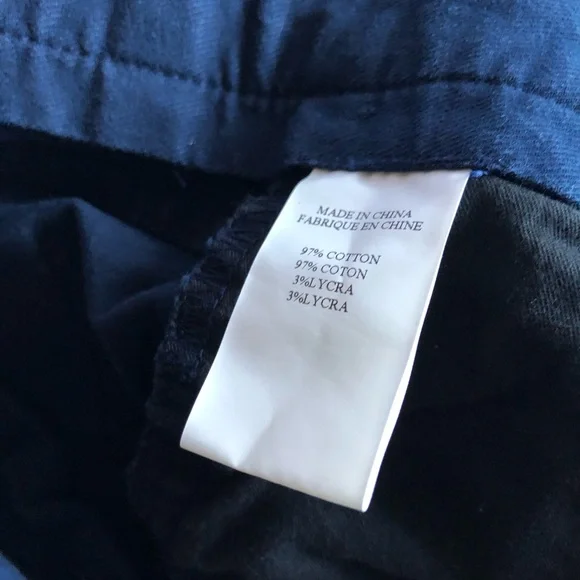 MADE IN CHINA
FABRIQUE EN CHINE
97% COTTON
97% COTON
3%LYCRA
3%LYCRA